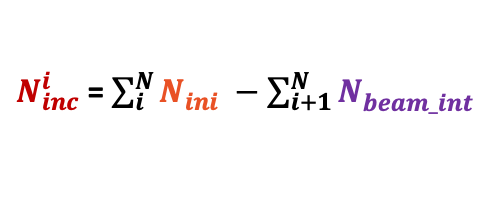 N^i_inc = ∑^N_i N_ini − ∑^N_i+1 N_beam_int